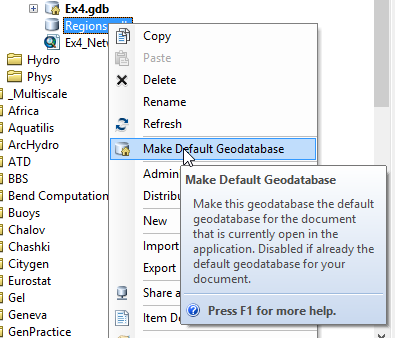 Ex4.gdb
Regions
Ex4_Netw
Hydro
Phys
_Multiscale
Africa
Aquatilis
ArcHydro
ATD
BBS
Bend Computation
Buoys
Chalov
Chashki
Citygen
Eurostat
Gel
Geneva
GenPractice
Copy
Paste
Delete
Rename
Refresh
Make Default Geodatabase
Admin
Distribu
New
Import
Export
Share a
Item De
Make Default Geodatabase
Make this geodatabase the default
geodatabase for the document
that is currently open in the
application. Disabled if already the
default geodatabase for your
document.
Press F1 for more help.